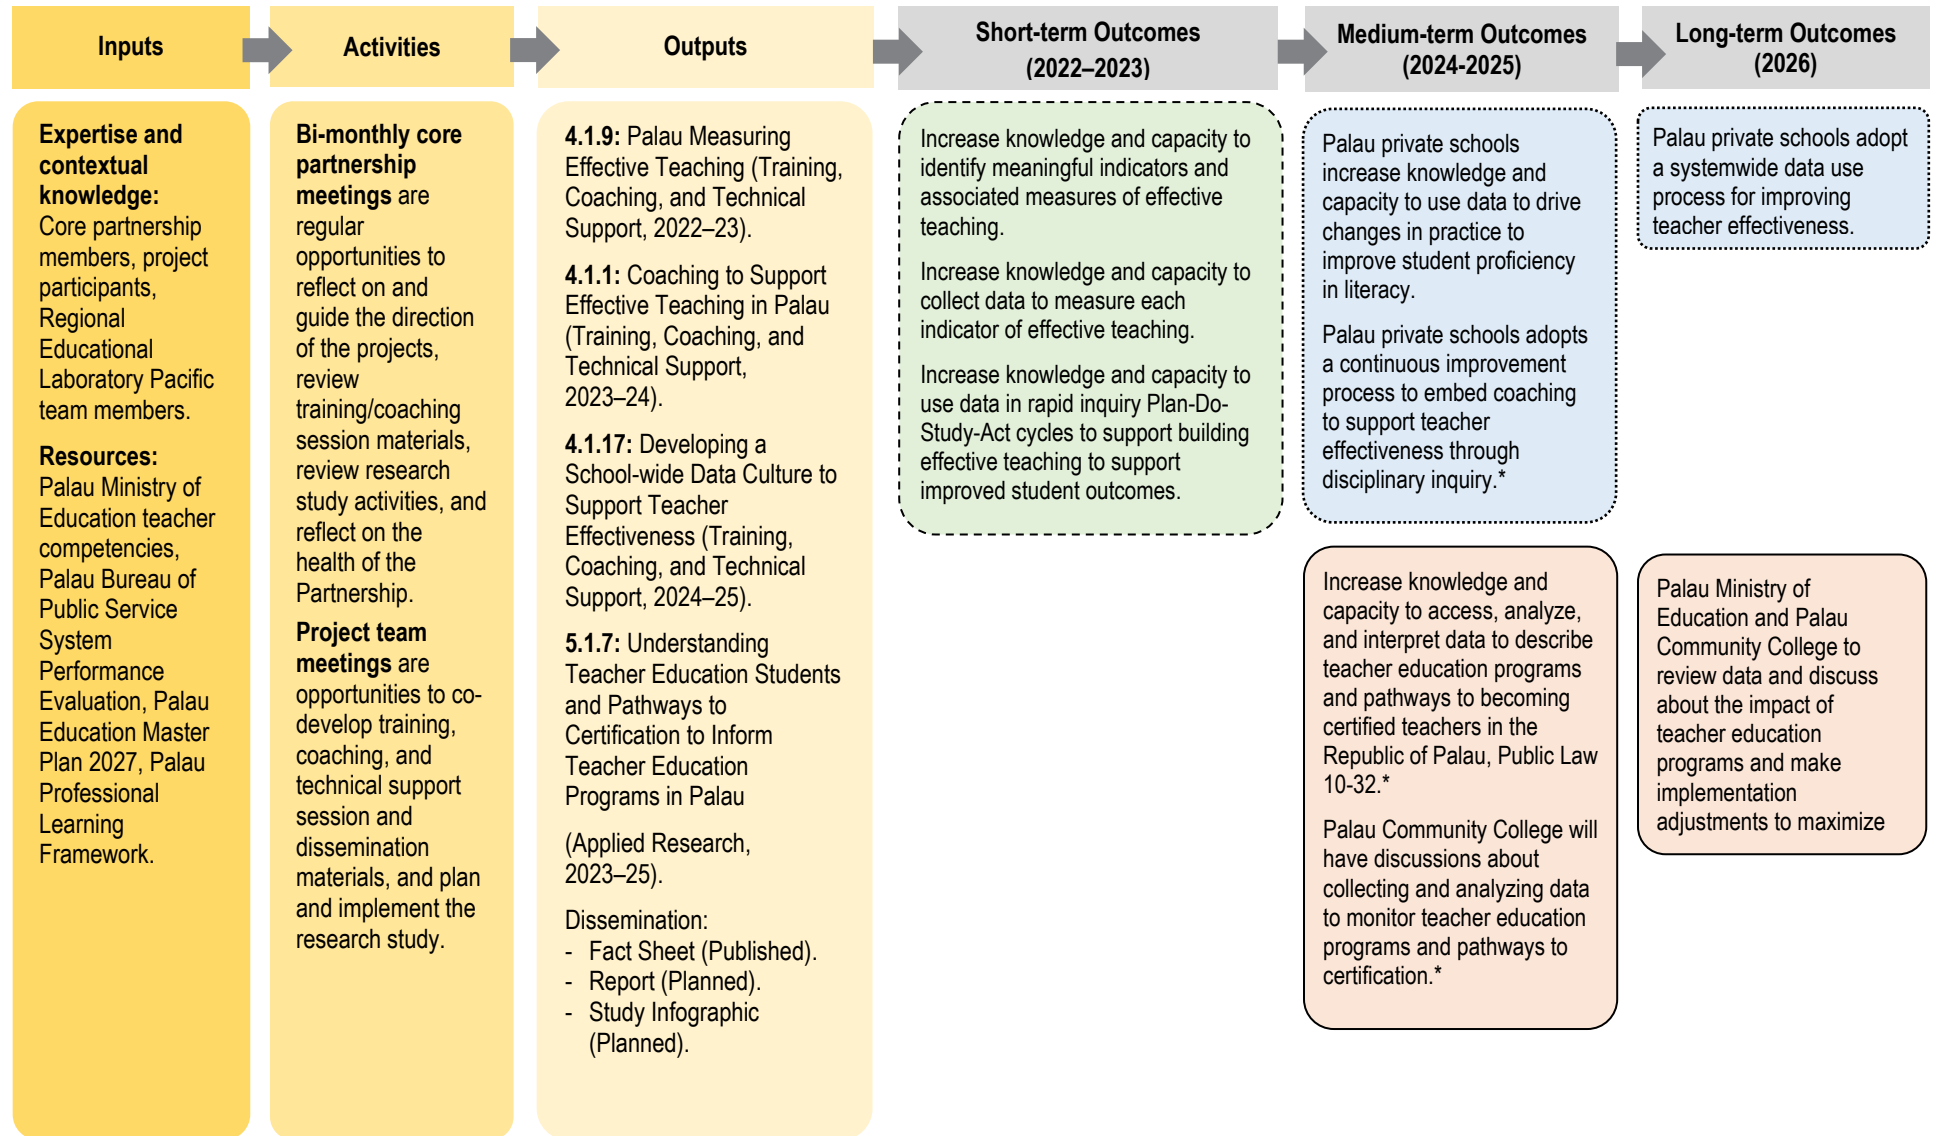 Inputs
Activities
Outputs
Short-term Outcomes
(2022–2023)
Medium-term Outcomes
(2024-2025)
Long-term Outcomes
(2026)
Expertise and
contextual
knowledge:
Core partnership
members, project
participants,
Regional
Educational
Laboratory Pacific
team members.
Resources:
Palau Ministry of
Education teacher
competencies,
Palau Bureau of
Public Service
System
Performance
Evaluation, Palau
Education Master
Plan 2027, Palau
Professional
Learning
Framework.
Bi-monthly core
partnership
meetings are
regular
opportunities to
reflect on and
guide the direction
of the projects,
review
training/coaching
session materials,
review research
study activities, and
reflect on the
health of the
Partnership.
Project team
meetings are
opportunities to co-
develop training,
coaching, and
technical support
session and
dissemination
materials, and plan
and implement the
research study.
4.1.9: Palau Measuring
Effective Teaching (Training,
Coaching, and Technical
Support, 2022–23).
4.1.1: Coaching to Support
Effective Teaching in Palau
(Training, Coaching, and
Technical Support,
2023–24).
4.1.17: Developing a
School-wide Data Culture to
Support Teacher
Effectiveness (Training,
Coaching, and Technical
Support, 2024–25).
5.1.7: Understanding
Teacher Education Students
and Pathways to
Certification to Inform
Teacher Education
Programs in Palau
(Applied Research,
2023–25).
Dissemination:
- Fact Sheet (Published).
- Report (Planned).
- Study Infographic
(Planned).
Increase knowledge and capacity to
identify meaningful indicators and
associated measures of effective
teaching.
Increase knowledge and capacity to
collect data to measure each
indicator of effective teaching.
Increase knowledge and capacity to
use data in rapid inquiry Plan-Do-
Study-Act cycles to support building
effective teaching to support
improved student outcomes.
Palau private schools
increase knowledge and
capacity to use data to drive
changes in practice to
improve student proficiency
in literacy.
Palau private schools adopts
a continuous improvement
process to embed coaching
to support teacher
effectiveness through
disciplinary inquiry.*
Increase knowledge and
capacity to access, analyze,
and interpret data to describe
teacher education programs
and pathways to becoming
certified teachers in the
Republic of Palau, Public Law
10-32.*
Palau Community College will
have discussions about
collecting and analyzing data
to monitor teacher education
programs and pathways to
certification.*
Palau private schools adopt
a systemwide data use
process for improving
teacher effectiveness.
Palau Ministry of
Education and Palau
Community College to
review data and discuss
about the impact of
teacher education
programs and make
implementation
adjustments to maximize